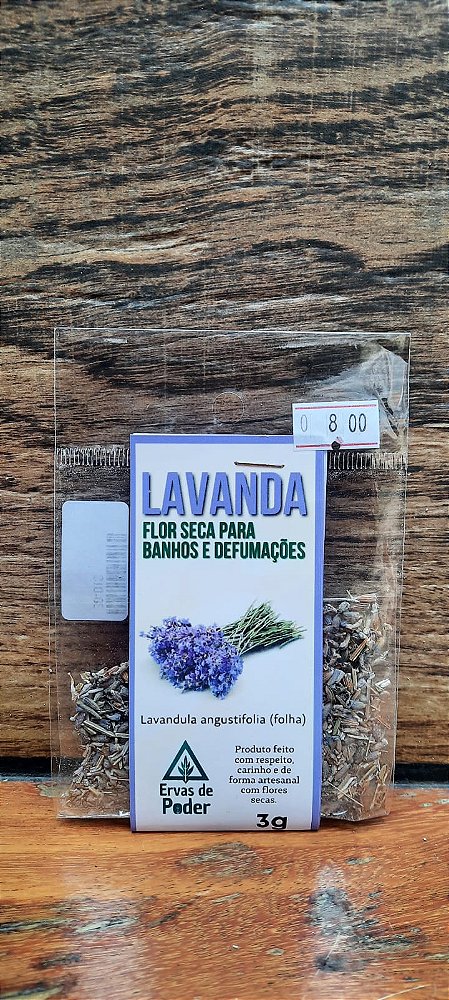 0 8 00
LAVANDA
FLOR SECA PARA
BANHOS E DEFUMAÇÕES
Lavandula angustifolia (folha)
Ervas de
Poder
Produto feito
com respeito,
carinho e de
forma artesanal
com flores
secas.
3g